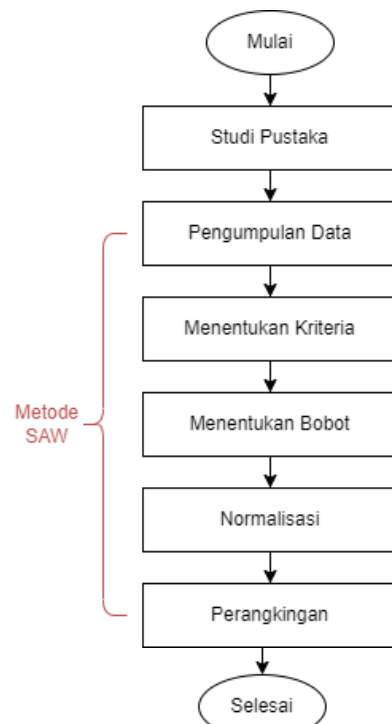 Mulai
Studi Pustaka
Pengumpulan Data
Menentukan Kriteria
Metode
SAW
Menentukan Bobot
Normalisasi
Perangkingan
Selesai